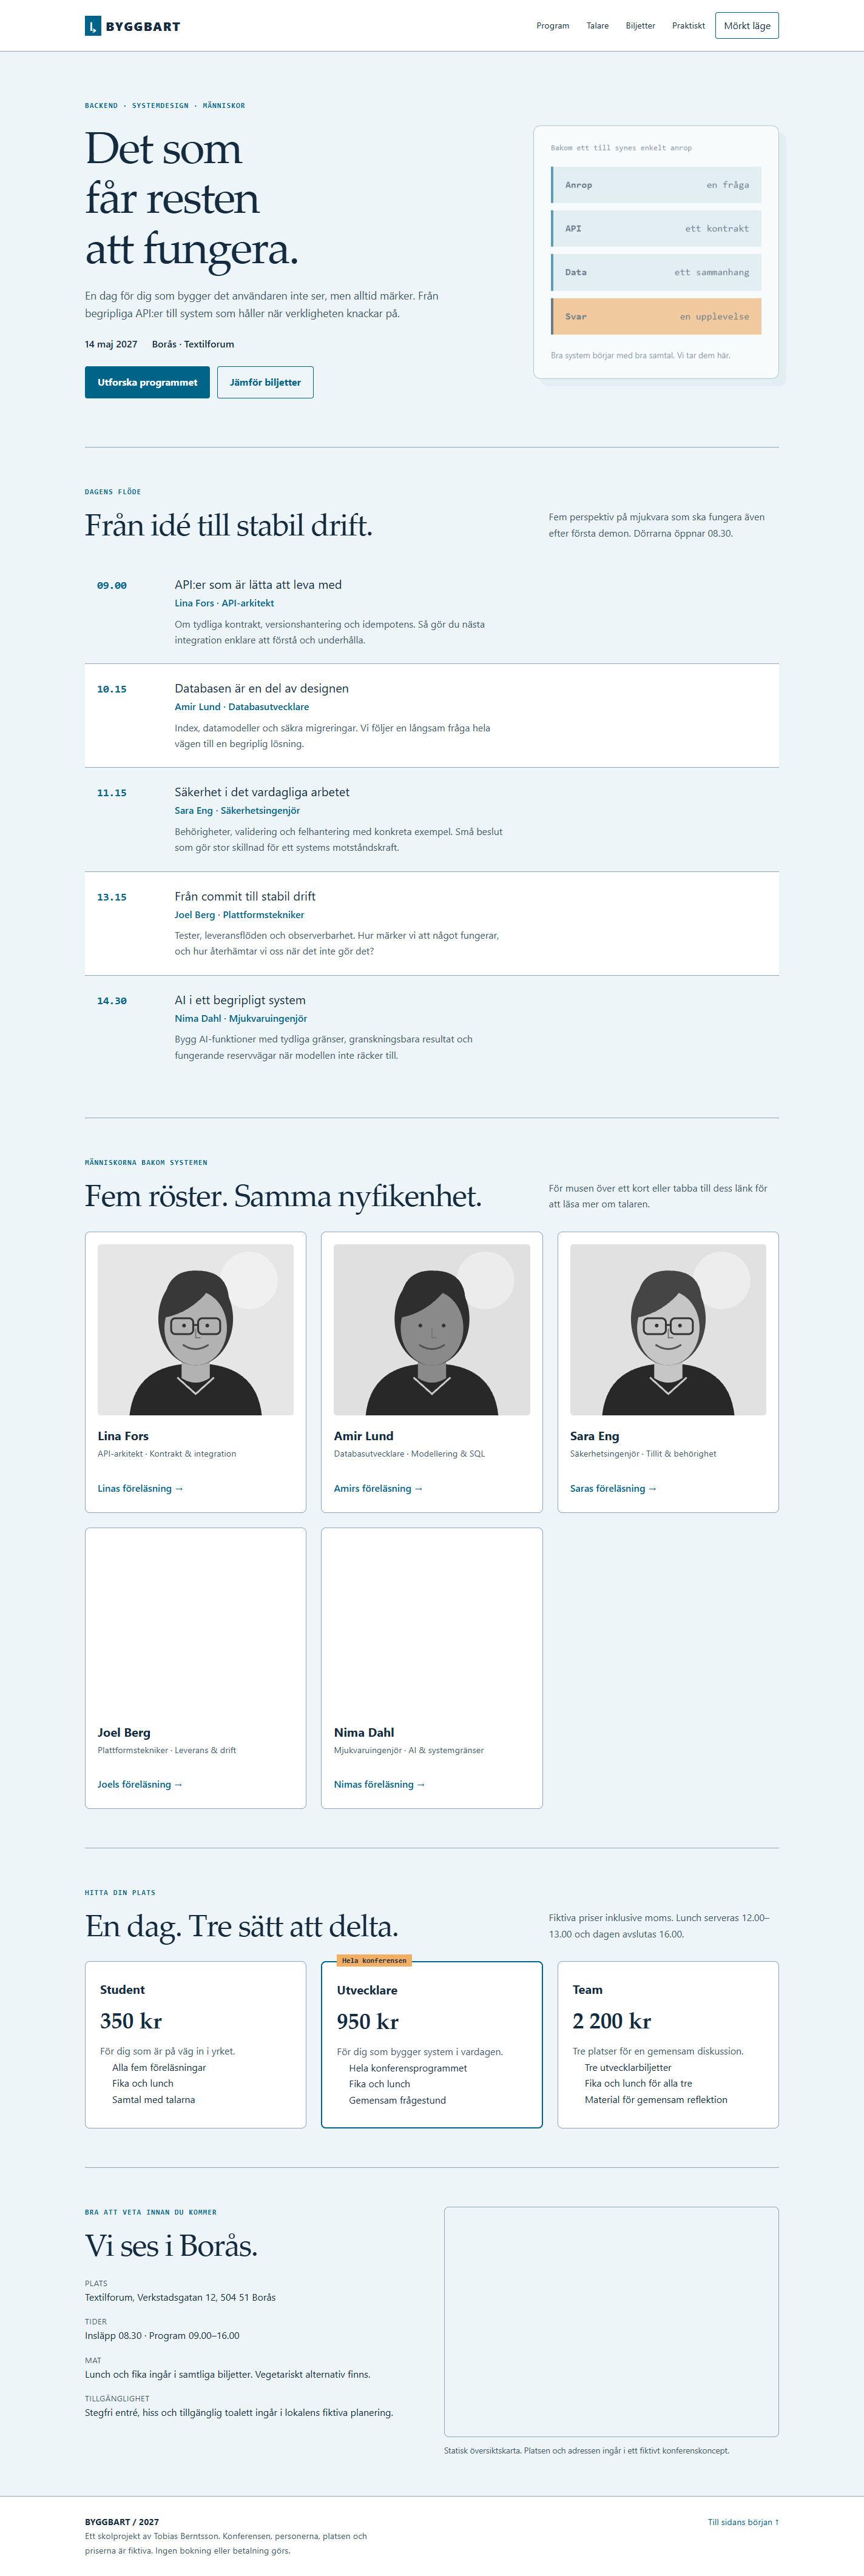 BYGGBART
Program Talare Biljetter Praktiskt Mörkt läge
BACKEND · SYSTEMDESIGN · MÄNNISKOR
Det som
får resten
att fungera.
En dag för dig som bygger det användaren inte ser, men alltid märker. Från
begripliga API:er till system som håller när verkligheten knackar på.
14 maj 2027 Borås · Textilforum
Utforska programmet Jämför biljetter
Bakom ett till synes enkelt anrop
Anrop en fråga
API ett kontrakt
Data ett sammanhang
Svar en upplevelse
Bra system börjar med bra samtal. Vi tar dem här.
DAGENS FLÖDE
Från idé till stabil drift.
Fem perspektiv på mjukvara som ska fungera även
efter första demon. Dörrarna öppnar 08.30.
09.00 API:er som är lätta att leva med
Lina Fors · API-arkitekt
Om tydliga kontrakt, versionshantering och idempotens. Så gör du nästa
integration enklare att förstå och underhålla.
10.15 Databasen är en del av designen
Amir Lund · Databasutvecklare
Index, datamodeller och säkra migreringar. Vi följer en långsam fråga hela
vägen till en begriplig lösning.
11.15 Säkerhet i det vardagliga arbetet
Sara Eng · Säkerhetsingenjör
Behörigheter, validering och felhantering med konkreta exempel. Små beslut
som gör stor skillnad för ett systems motståndskraft.
13.15 Från commit till stabil drift
Joel Berg · Plattformstekniker
Tester, leveransflöden och observerbarhet. Hur märker vi att något fungerar,
och hur återhämtar vi oss när det inte gör det?
14.30 AI i ett begripligt system
Nima Dahl · Mjukvaruingenjör
Bygg AI-funktioner med tydliga gränser, granskningsbara resultat och
fungerande reservvägar när modellen inte räcker till.
MÄNNISKORNA BAKOM SYSTEMEN
Fem röster. Samma nyfikenhet.
För musen över ett kort eller tabba till dess länk för
att läsa mer om talaren.
Lina Fors
API-arkitekt · Kontrakt & integration
Linas föreläsning →
Amir Lund
Databasutvecklare · Modellering & SQL
Amirs föreläsning →
Sara Eng
Säkerhetsingenjör · Tillit & behörighet
Saras föreläsning →
Joel Berg
Plattformstekniker · Leverans & drift
Joels föreläsning →
Nima Dahl
Mjukvaruingenjör · AI & systemgränser
Nimas föreläsning →
HITTA DIN PLATS
En dag. Tre sätt att delta.
Fiktiva priser inklusive moms. Lunch serveras 12.00–
13.00 och dagen avslutas 16.00.
Student
350 kr
För dig som är på väg in i yrket.
Alla fem föreläsningar
Fika och lunch
Samtal med talarna
Hela konferensen
Utvecklare
950 kr
För dig som bygger system i vardagen.
Hela konferensprogrammet
Fika och lunch
Gemensam frågestund
Team
2 200 kr
Tre platser för en gemensam diskussion.
Tre utvecklarbiljetter
Fika och lunch för alla tre
Material för gemensam reflektion
BRA ATT VETA INNAN DU KOMMER
Vi ses i Borås.
PLATS
Textilforum, Verkstadsgatan 12, 504 51 Borås
TIDER
Insläpp 08.30 · Program 09.00–16.00
MAT
Lunch och fika ingår i samtliga biljetter. Vegetariskt alternativ finns.
TILLGÄNGLIGHET
Stegfri entré, hiss och tillgänglig toalett ingår i lokalens fiktiva planering.
Statisk översiktskarta. Platsen och adressen ingår i ett fiktivt konferenskoncept.
BYGGBART / 2027
Ett skolprojekt av Tobias Berntsson. Konferensen, personerna, platsen och
priserna är fiktiva. Ingen bokning eller betalning görs.
Till sidans början ↑